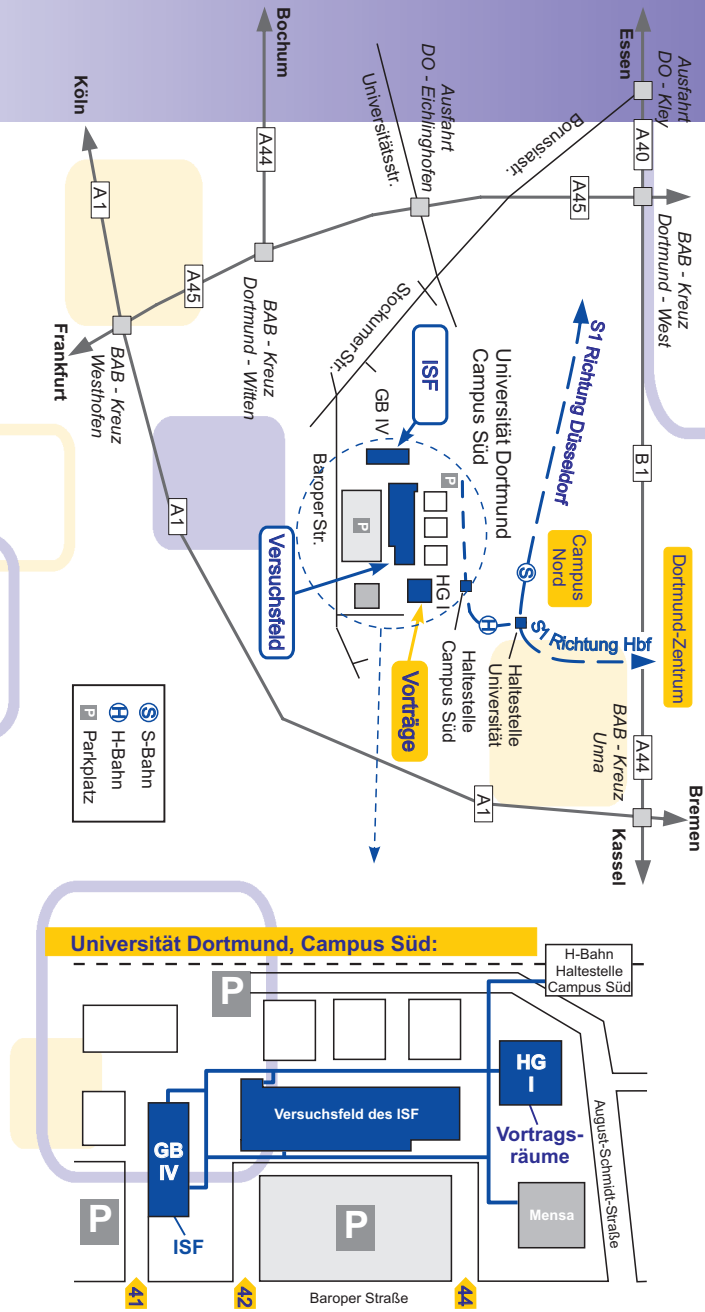 Bochum
Köln
A44
A1
A45
Frankfurt
BAB - Kreuz
Westhofen
BAB - Kreuz
Dortmund - Witten
Ausfahrt
DO - Eichlinghofen
Universitätsstr.
Essen
Ausfahrt
DO - Kley
A40
Borussiastr.
A45
BAB - Kreuz
Dortmund - West
Stockumer Str.
ISF
GB IV
Universität Dortmund
Campus Süd
S1 Richtung Düsseldorf
B1
Baroper Str.
P
P
Versuchsfeld
HG I
Vorträge
Haltestelle
Campus Süd
H
Haltestelle
Universität
S
Campus
Nord
S1 Richtung Hbf
Dortmund-Zentrum
A1
A1
BAB - Kreuz
Unna
A44
Bremen
Kassel
S S-Bahn
H H-Bahn
P Parkplatz
Universität Dortmund, Campus Süd:
H-Bahn
Haltestelle
Campus Süd
P
HG
I
Vortrags-
räume
August-Schmidt-Straße
Versuchsfeld des ISF
GB
IV
ISF
P
P
Mensa
41
42
44
Baroper Straße